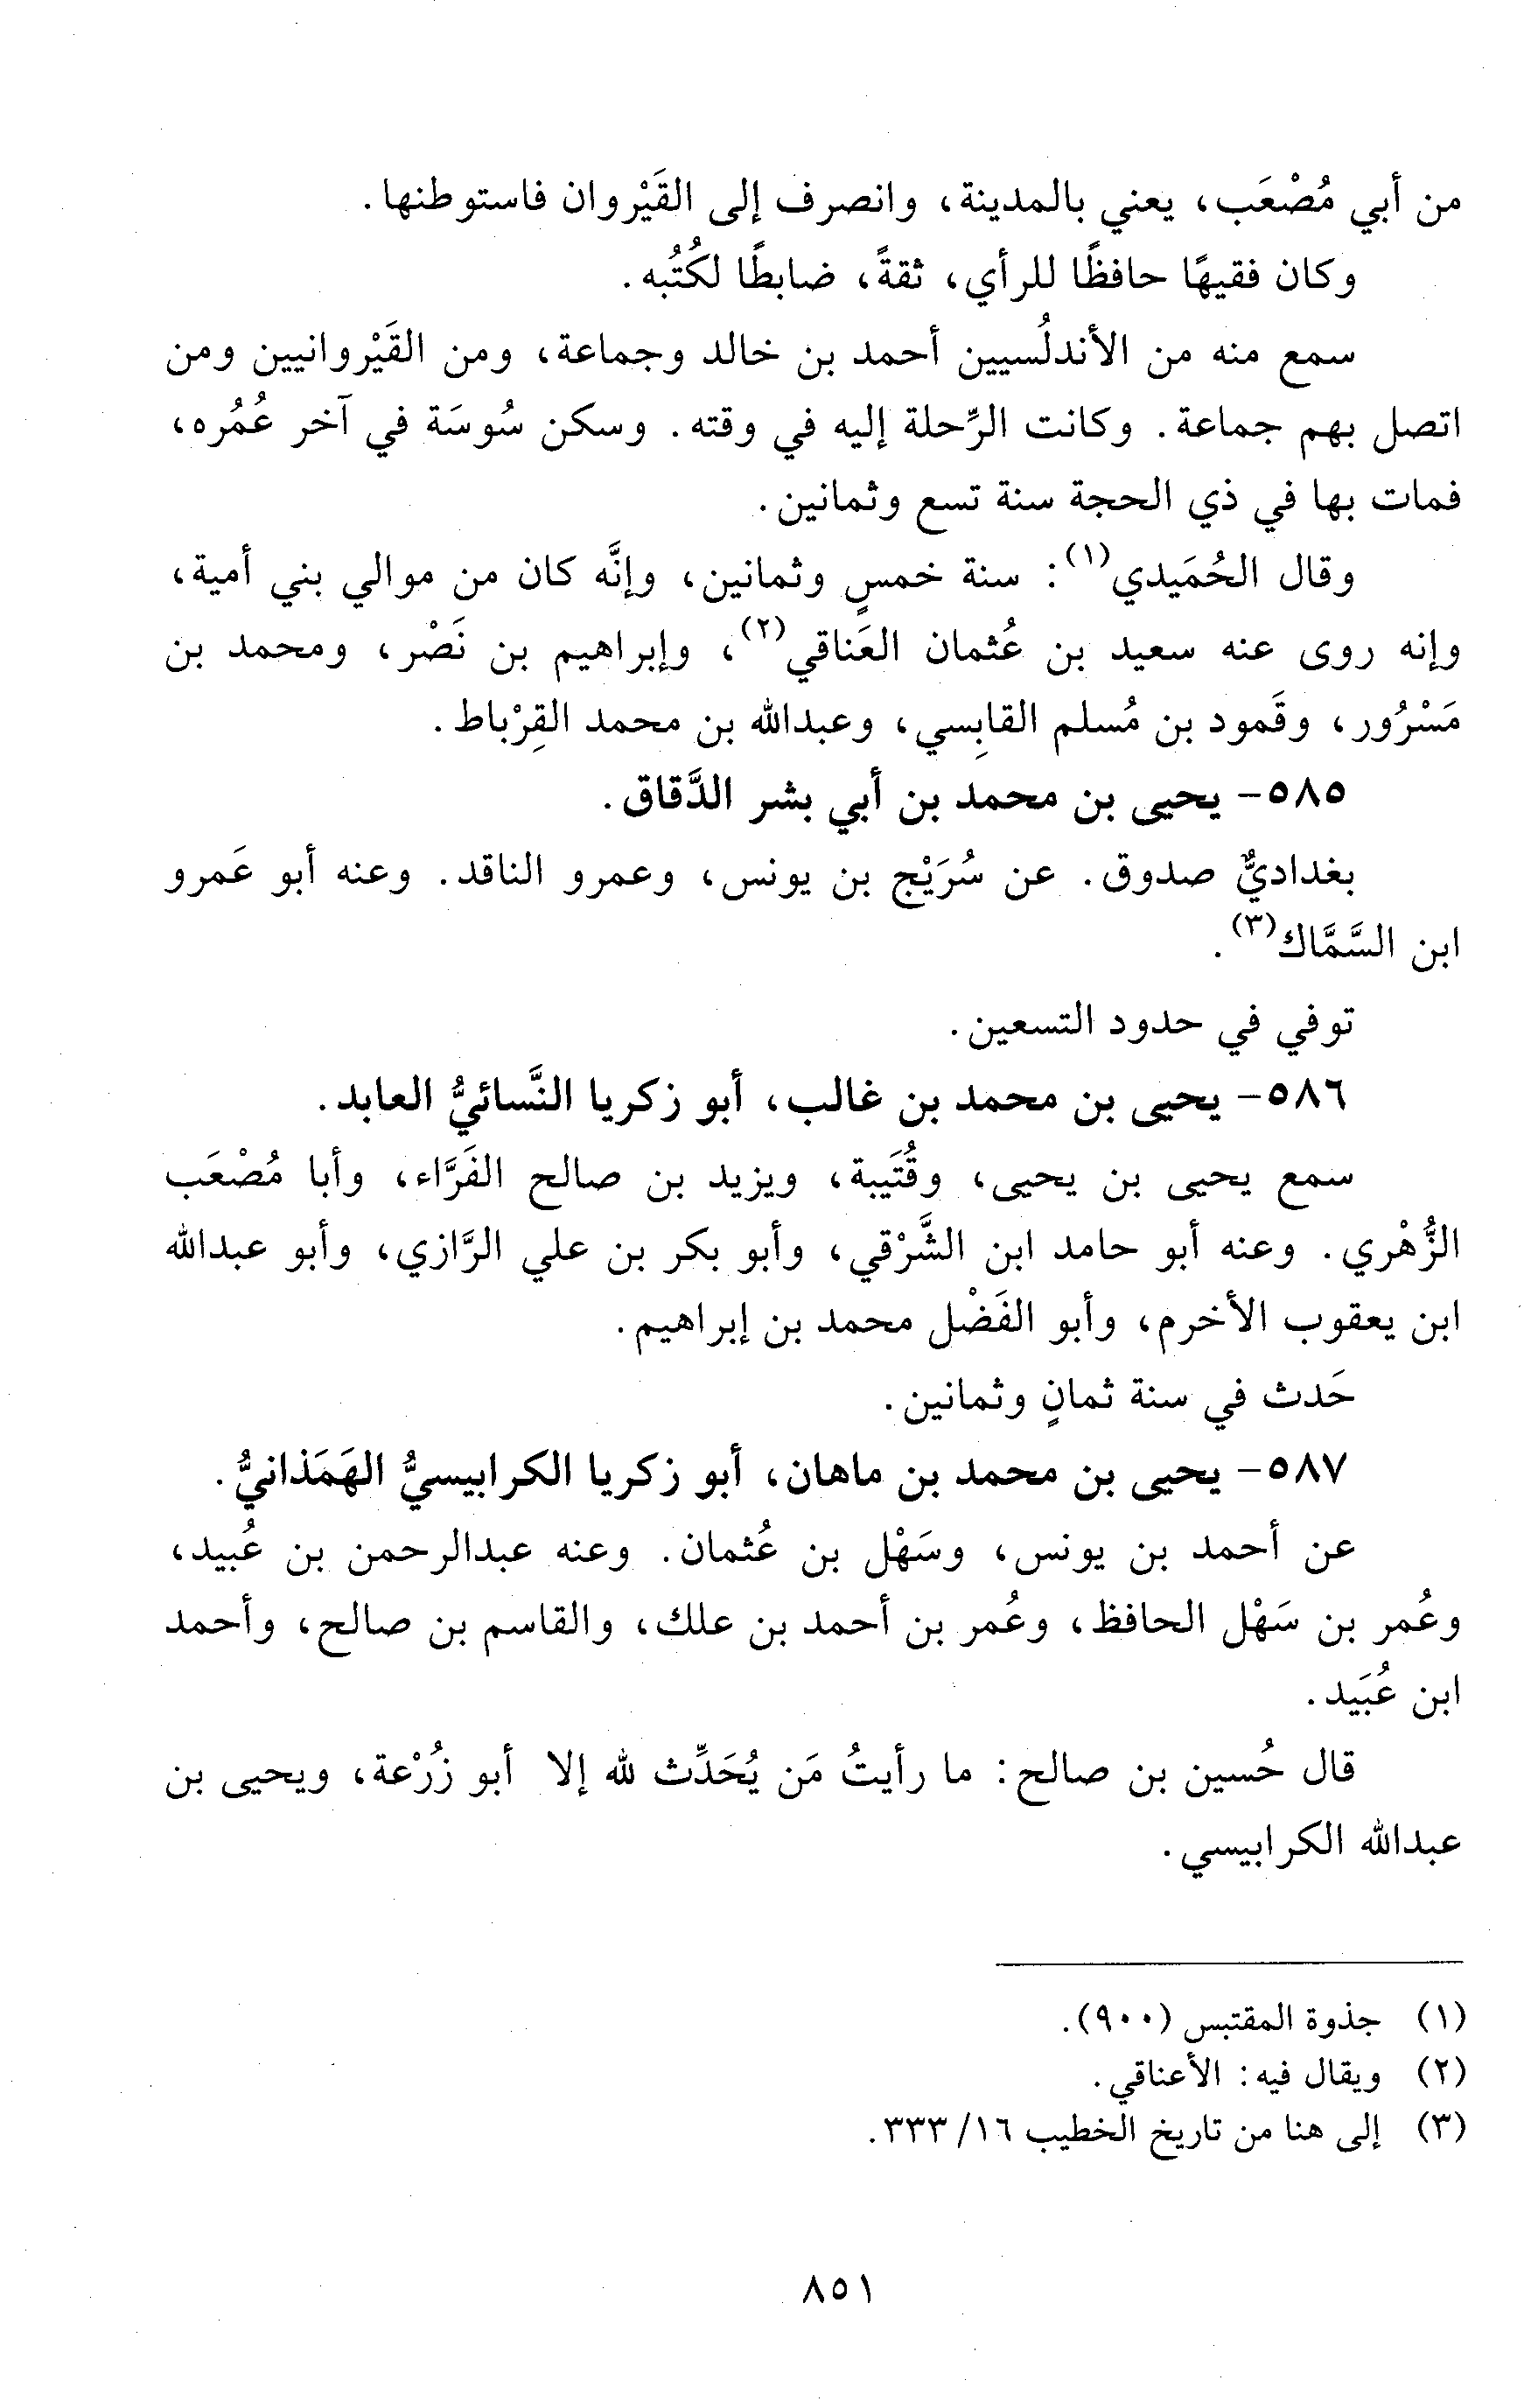 من أبي مُصْعَب، يعني بالمدينة، وانصرف إلى القَيْروان فاستوطنها.
وكان فقيهًا حافظًا للرأي، ثقةً، ضابطًا لكُتُبه.
سمع منه من الأندلُسيين أحمد بن خالد وجماعة، ومن القَيْروانيين ومن
اتصل بهم جماعة. وكانت الرِّحلة إليه في وقته. وسكن سُوسَة في آخر عُمُره،
فمات بها في ذي الحجة سنة تسع وثمانين.
وقال الحُمَيدي(١): سنة خمسٍ وثمانين، وإنَّه كان من موالي بني أمية،
وإنه روى عنه سعيد بن عُثمان العَناقي(٢)، وإبراهيم بن نَصْر، ومحمد بن
مَسْرُور، وقَمود بن مُسلم القابِسي، وعبدالله بن محمد القِرْباط.
٥٨٥- يحيى بن محمد بن أبي بشر الدَّقاق.
بغداديٌّ صدوق. عن سُرَيْج بن يونس، وعمرو الناقد. وعنه أبو عَمرو
ابن السَّمَّاك(٣).
توفي في حدود التسعين.
٥٨٦- يحيى بن محمد بن غالب، أبو زكريا النَّسائيُّ العابد.
سمع يحيى بن يحيى، وقُتَيبة، ويزيد بن صالح الفَرَّاء، وأبا مُصْعَب
الزُّهْري. وعنه أبو حامد ابن الشَّرْقي، وأبو بكر بن علي الرَّازي، وأبو عبدالله
ابن يعقوب الأخرم، وأبو الفَضْل محمد بن إبراهيم.
حَدث في سنة ثمانٍ وثمانين.
٥٨٧- يحيى بن محمد بن ماهان، أبو زكريا الكرابيسيُّ الهَمَذانيُّ.
عن أحمد بن يونس، وسَهْل بن عُثمان. وعنه عبدالرحمن بن عُبيد،
وعُمر بن سَهْل الحافظ، وعُمر بن أحمد بن علك، والقاسم بن صالح، وأحمد
ابن عُبَيد.
قال حُسين بن صالح: ما رأيتُ مَن يُحَدِّث لله إلا أبو زُرْعة، ويحيى بن
عبدالله الكرابيسي.
(١) جذوة المقتبس (٩٠٠).
(٢) ويقال فيه: الأعناقي.
(٣) إلى هنا من تاريخ الخطيب ١٦/ ٣٣٣.
٨٥١